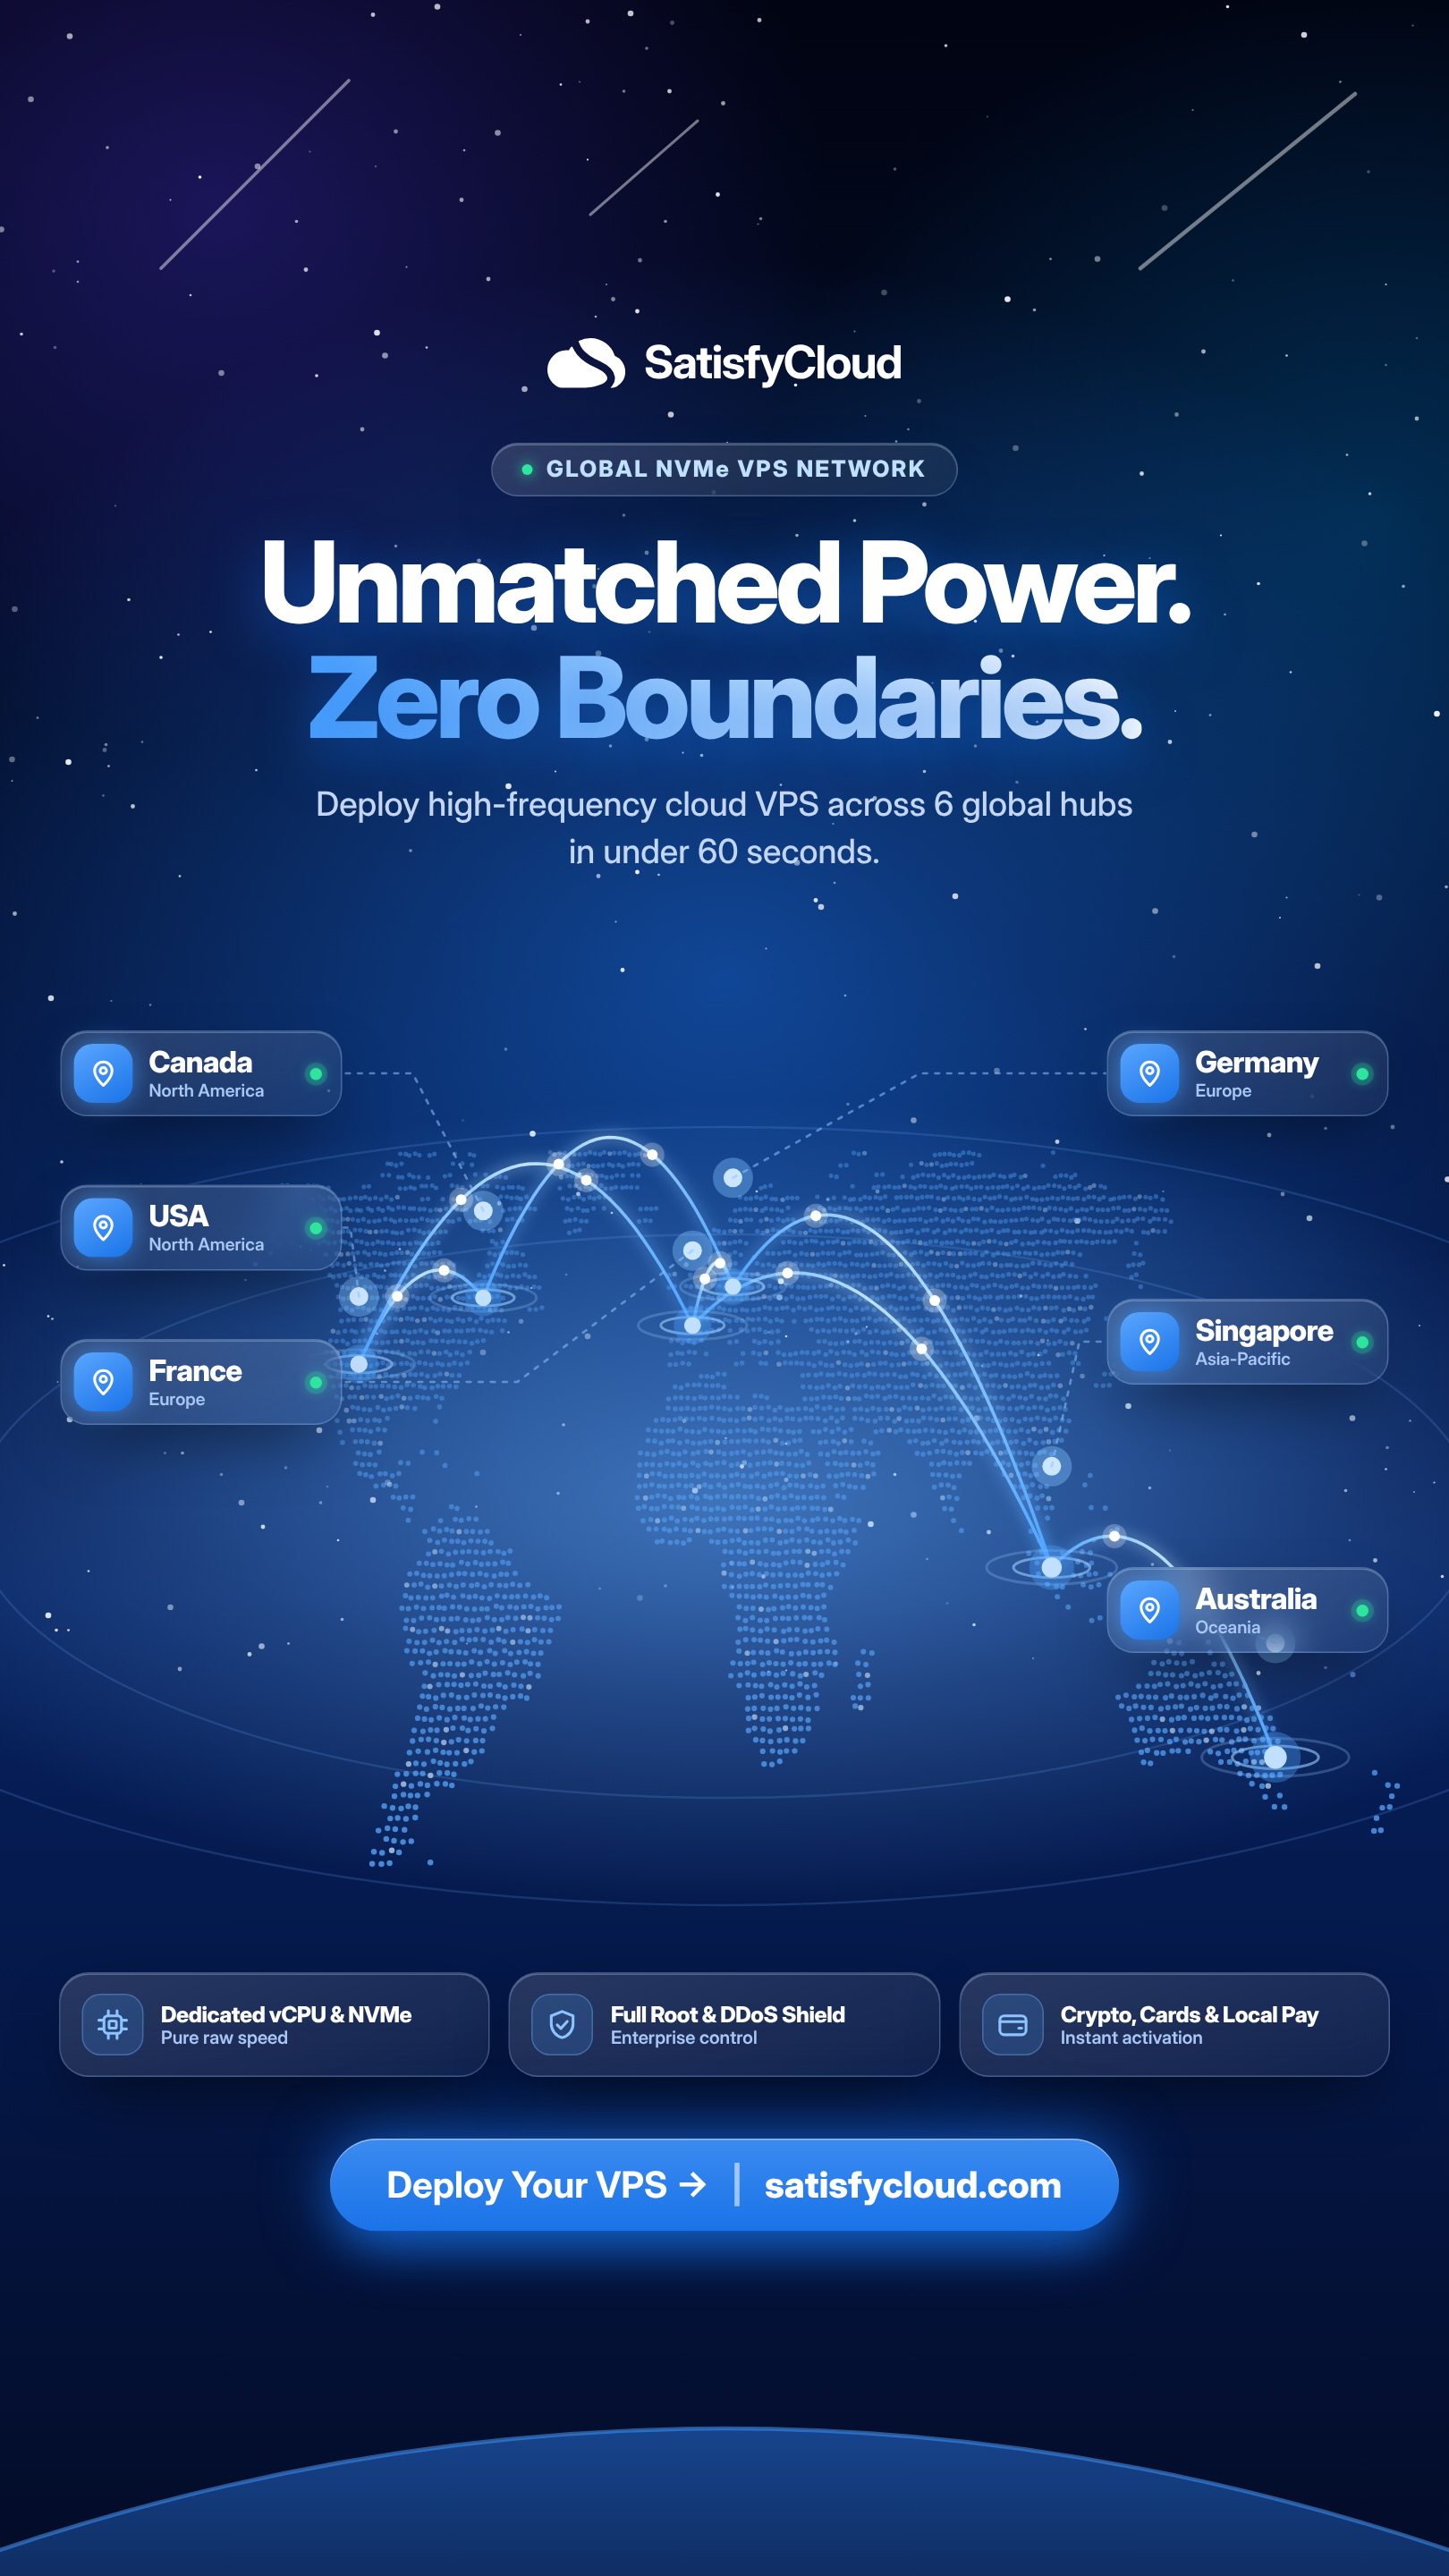 SatisfyCloud
GLOBAL NVMe VPS NETWORK
Unmatched Power.
Zero Boundaries.
Deploy high-frequency cloud VPS across 6 global hubs
in under 60 seconds.
Canada
North America
Germany
Europe
USA
North America
Singapore
Asia-Pacific
France
Europe
Australia
Oceania
Dedicated vCPU & NVMe
Pure raw speed
Full Root & DDoS Shield
Enterprise control
Crypto, Cards & Local Pay
Instant activation
Deploy Your VPS → | satisfycloud.com